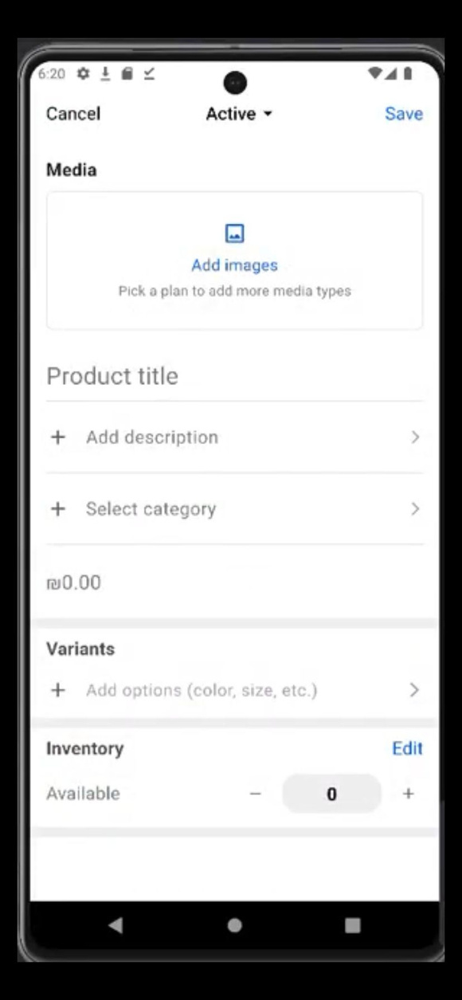 6:20
Cancel
Active
Save
Media
Add images
Pick a plan to add more media types
Product title
+ Add description
+ Select category
₪0.00
Variants
+ Add options (color, size, etc.)
Inventory
Edit
Available
− 0 +